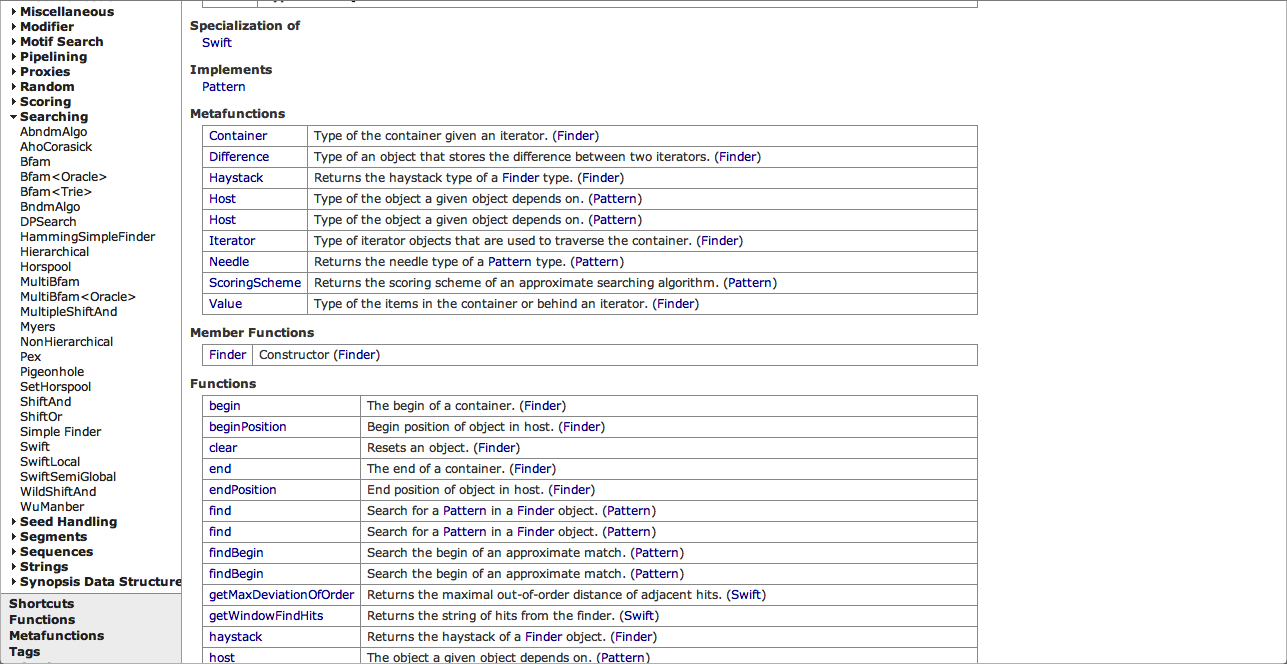 Miscellaneous
Modifier
Motif Search
Pipelining
Proxies
Random
Scoring
Searching
AbndmAlgo
AhoCorasick
Bfam
Bfam<Oracle>
Bfam<Trie>
BndmAlgo
DPSearch
HammingSimpleFinder
Hierarchical
Horspool
MultiBfam
MultiBfam<Oracle>
MultipleShiftAnd
Myers
NonHierarchical
Pex
Pigeonhole
SetHorspool
ShiftAnd
ShiftOr
Simple Finder
Swift
SwiftLocal
SwiftSemiGlobal
WildShiftAnd
WuManber
Seed Handling
Segments
Sequences
Strings
Synopsis Data Structure
Shortcuts
Functions
Metafunctions
Tags
Specialization of
Swift
Implements
Pattern
Metafunctions
Container Type of the container given an iterator. (Finder)
Difference Type of an object that stores the difference between two iterators. (Finder)
Haystack Returns the haystack type of a Finder type. (Finder)
Host Type of the object a given object depends on. (Pattern)
Host Type of the object a given object depends on. (Pattern)
Iterator Type of iterator objects that are used to traverse the container. (Finder)
Needle Returns the needle type of a Pattern type. (Pattern)
ScoringScheme Returns the scoring scheme of an approximate searching algorithm. (Pattern)
Value Type of the items in the container or behind an iterator. (Finder)
Member Functions
Finder Constructor (Finder)
Functions
begin The begin of a container. (Finder)
beginPosition Begin position of object in host. (Finder)
clear Resets an object. (Finder)
end The end of a container. (Finder)
endPosition End position of object in host. (Finder)
find Search for a Pattern in a Finder object. (Pattern)
find Search for a Pattern in a Finder object. (Pattern)
findBegin Search the begin of an approximate match. (Pattern)
findBegin Search the begin of an approximate match. (Pattern)
getMaxDeviationOfOrder Returns the maximal out-of-order distance of adjacent hits. (Swift)
getWindowFindHits Returns the string of hits from the finder. (Swift)
haystack Returns the haystack of a Finder object. (Finder)
host The object a given object depends on. (Pattern)